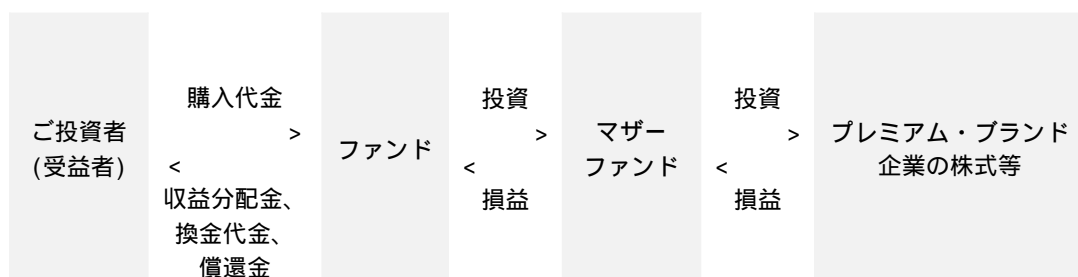 ご投資者
(受益者)
購入代金
>
<
収益分配金、
換金代金、
償還金
ファンド
投資
>
<
損益
マザー
ファンド
投資
>
<
損益
プレミアム・ブランド
企業の株式等